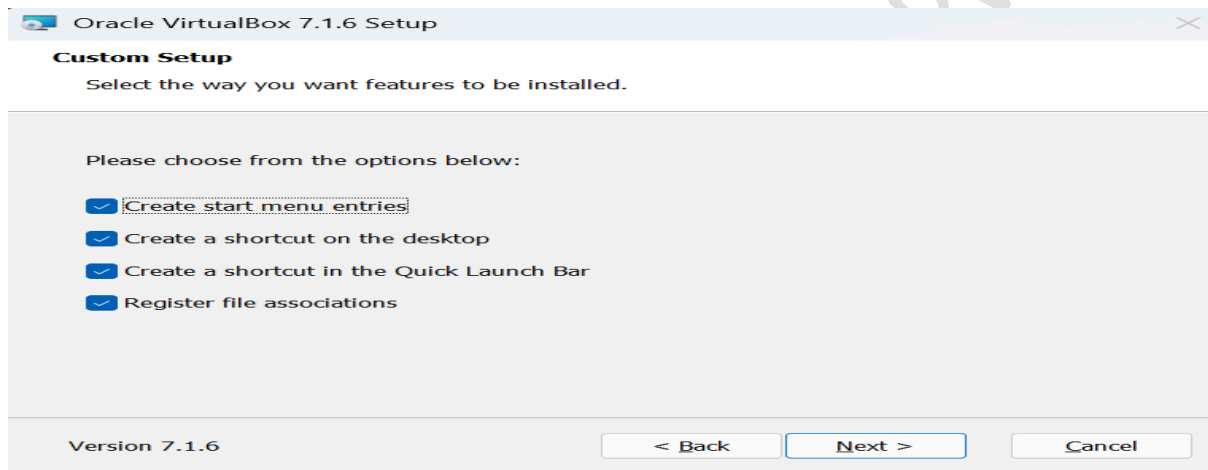 Oracle VirtualBox 7.1.6 Setup
Custom Setup
Select the way you want features to be installed.
Please choose from the options below:
Create start menu entries
Create a shortcut on the desktop
Create a shortcut in the Quick Launch Bar
Register file associations
Version 7.1.6
< Back
Next >
Cancel